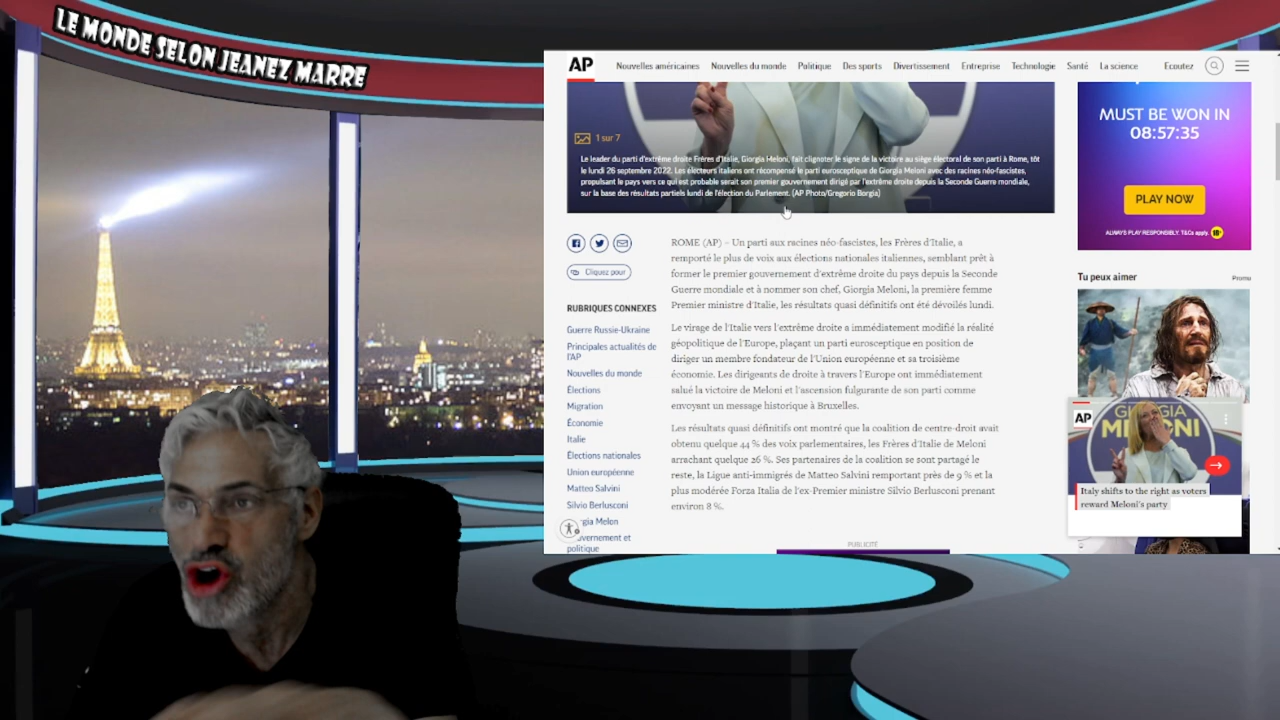 LE MONDE SELON JEANEZ MARRE
AP
Nouvelles américaines Nouvelles du monde Politique Des sports Divertissement Entreprise Technologie Santé La science Ecoutez
1 sur 7
Le leader du parti d'extrême droite Frères d'Italie, Giorgia Meloni, fait clignoter le signe de la victoire au siège électoral de son parti à Rome, tôt
le lundi 26 septembre 2022. Les électeurs italiens ont récompensé le parti eurosceptique de Giorgia Meloni avec des racines néo-fascistes,
propulsant le pays vers ce qui est probable serait son premier gouvernement dirigé par l'extrême droite depuis la Seconde Guerre mondiale,
sur la base des résultats partiels lundi de l'élection du Parlement. (AP Photo/Gregorio Borgia)
MUST BE WON IN
08:57:35
PLAY NOW
ALWAYS PLAY RESPONSIBLY. T&Cs apply. 18+
Cliquez pour
RUBRIQUES CONNEXES
Guerre Russie-Ukraine
Principales actualités de
l'AP
Nouvelles du monde
Élections
Migration
Économie
Italie
Élections nationales
Union européenne
Matteo Salvini
Silvio Berlusconi
gia Melon
vernement et
politique
ROME (AP) – Un parti aux racines néo-fascistes, les Frères d'Italie, a
remporté le plus de voix aux élections nationales italiennes, semblant prêt à
former le premier gouvernement d'extrême droite du pays depuis la Seconde
Guerre mondiale et à nommer son chef, Giorgia Meloni, la première femme
Premier ministre d'Italie, les résultats quasi définitifs ont été dévoilés lundi.
Le virage de l'Italie vers l'extrême droite a immédiatement modifié la réalité
géopolitique de l'Europe, plaçant un parti eurosceptique en position de
diriger un membre fondateur de l'Union européenne et sa troisième
économie. Les dirigeants de droite à travers l'Europe ont immédiatement
salué la victoire de Meloni et l'ascension fulgurante de son parti comme
envoyant un message historique à Bruxelles.
Les résultats quasi définitifs ont montré que la coalition de centre-droit avait
obtenu quelque 44 % des voix parlementaires, les Frères d'Italie de Meloni
arrachant quelque 26 %. Ses partenaires de la coalition se sont partagé le
reste, la Ligue anti-immigrés de Matteo Salvini remportant près de 9 % et la
plus modérée Forza Italia de l'ex-Premier ministre Silvio Berlusconi prenant
environ 8 %.
PUBLICITÉ
Tu peux aimer
Promu
AP
GIORGIA
MELONI
Italy shifts to the right as voters
reward Meloni's party